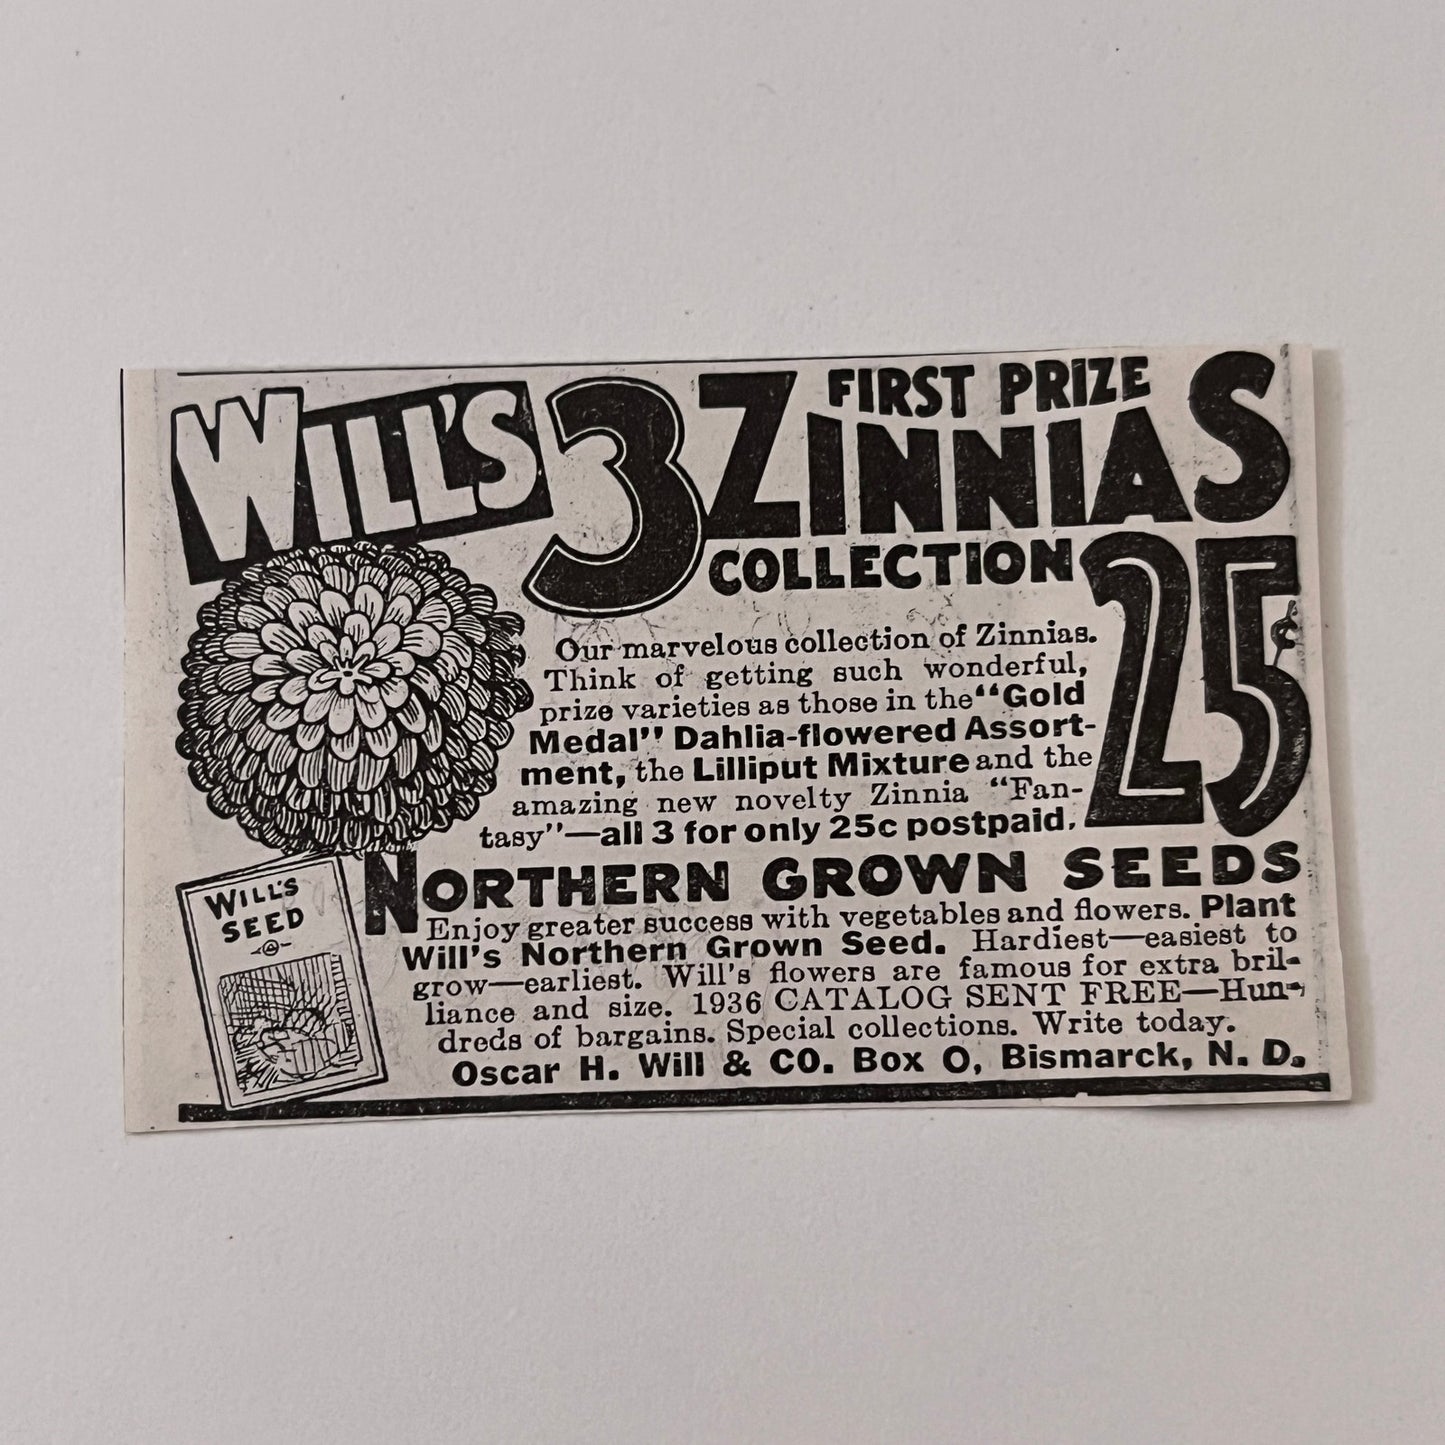 WILL'S 3 FIRST PRIZE
ZINNIAS
COLLECTION 25¢
Our marvelous collection of Zinnias.
Think of getting such wonderful,
prize varieties as those in the "Gold
Medal" Dahlia-flowered Assort-
ment, the Lilliput Mixture and the
amazing new novelty Zinnia "Fan-
tasy"—all 3 for only 25c postpaid.
WILL'S
SEED
NORTHERN GROWN SEEDS
Enjoy greater success with vegetables and flowers. Plant
Will's Northern Grown Seed. Hardiest—easiest to
grow—earliest. Will's flowers are famous for extra bril-
liance and size. 1936 CATALOG SENT FREE—Hun-
dreds of bargains. Special collections. Write today.
Oscar H. Will & CO. Box O, Bismarck, N. D.